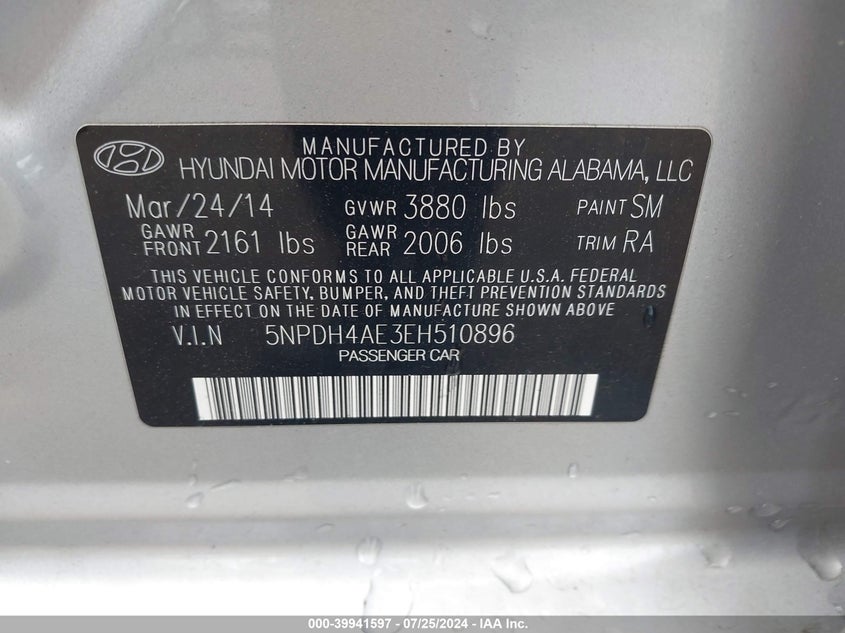 MANUFACTURED BY
HYUNDAI MOTOR MANUFACTURING ALABAMA, LLC
Mar/24/14 GVWR 3880 lbs PAINT SM
GAWR FRONT 2161 lbs GAWR REAR 2006 lbs TRIM RA
THIS VEHICLE CONFORMS TO ALL APPLICABLE U.S.A. FEDERAL
MOTOR VEHICLE SAFETY, BUMPER, AND THEFT PREVENTION STANDARDS
IN EFFECT ON THE DATE OF MANUFACTURE SHOWN ABOVE.
V.I.N 5NPDH4AE3EH510896
PASSENGER CAR
000-39941597 - 07/25/2024 - IAA Inc.